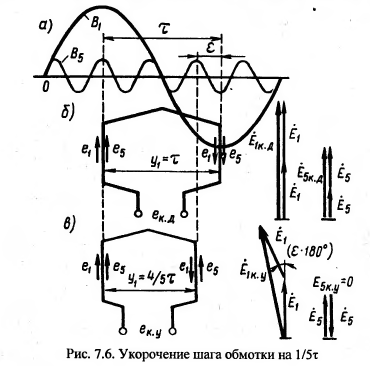 а)
B₁
B₅
τ
ε
0
б)
e₁
e₅
e₁
e₅
y₁ = τ
eк.д
Ė₁к.д
Ė₁
Ė₁
Ė₅к.д
Ė₅
Ė₅
в)
e₁
e₅
e₁
e₅
y₁ = 4/5τ
eк.у
Ė₁к.у
Ė₁
(ε·180°)
Ė₁
E₅к.у=0
Ė₅
Ė₅
Рис. 7.6. Укорочение шага обмотки на 1/5τ